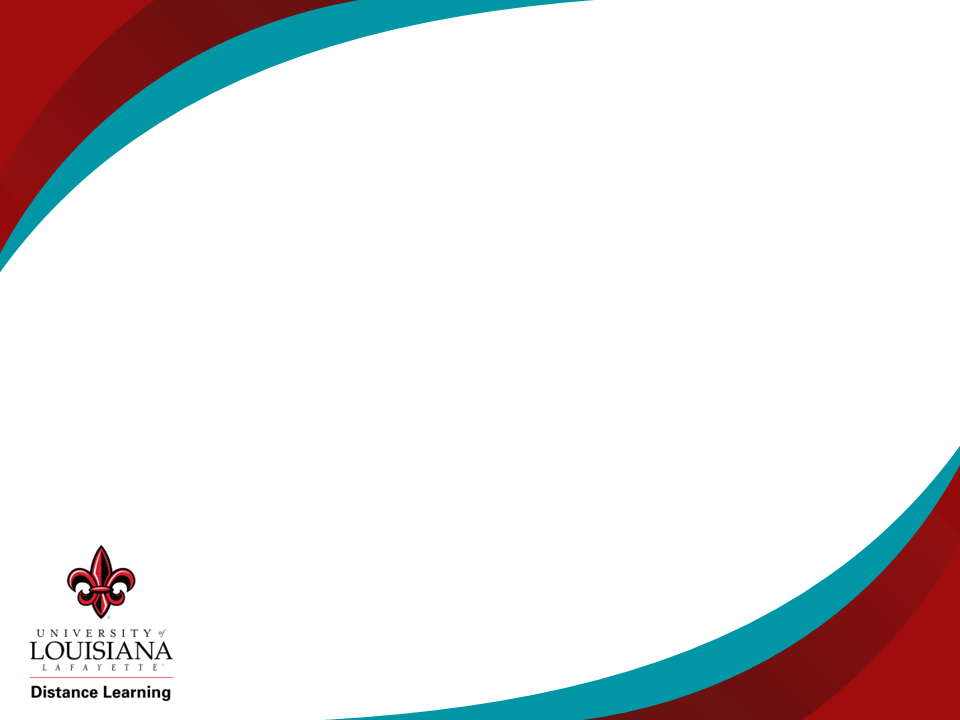 UNIVERSITY of
LOUISIANA
LAFAYETTE
Distance Learning